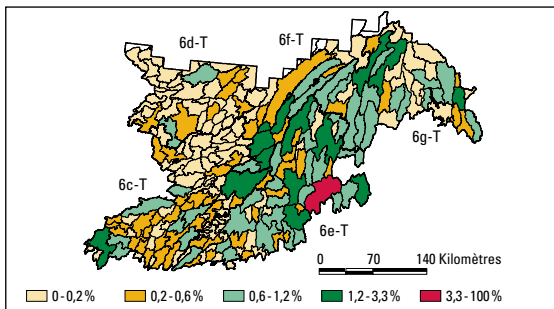 6d-T
6f-T
6g-T
6c-T
6e-T
0 70 140 Kilomètres
0 - 0,2 % 0,2 - 0,6 % 0,6 - 1,2 % 1,2 - 3,3 % 3,3 - 100 %